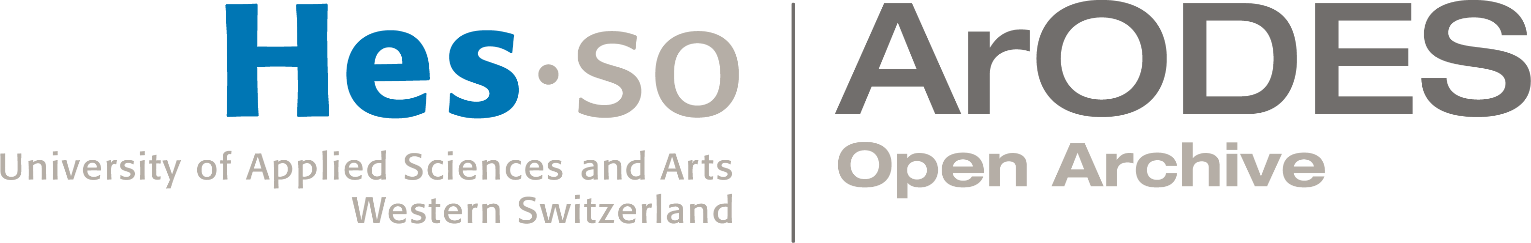 Hes·so
University of Applied Sciences and Arts
Western Switzerland
ArODES
Open Archive